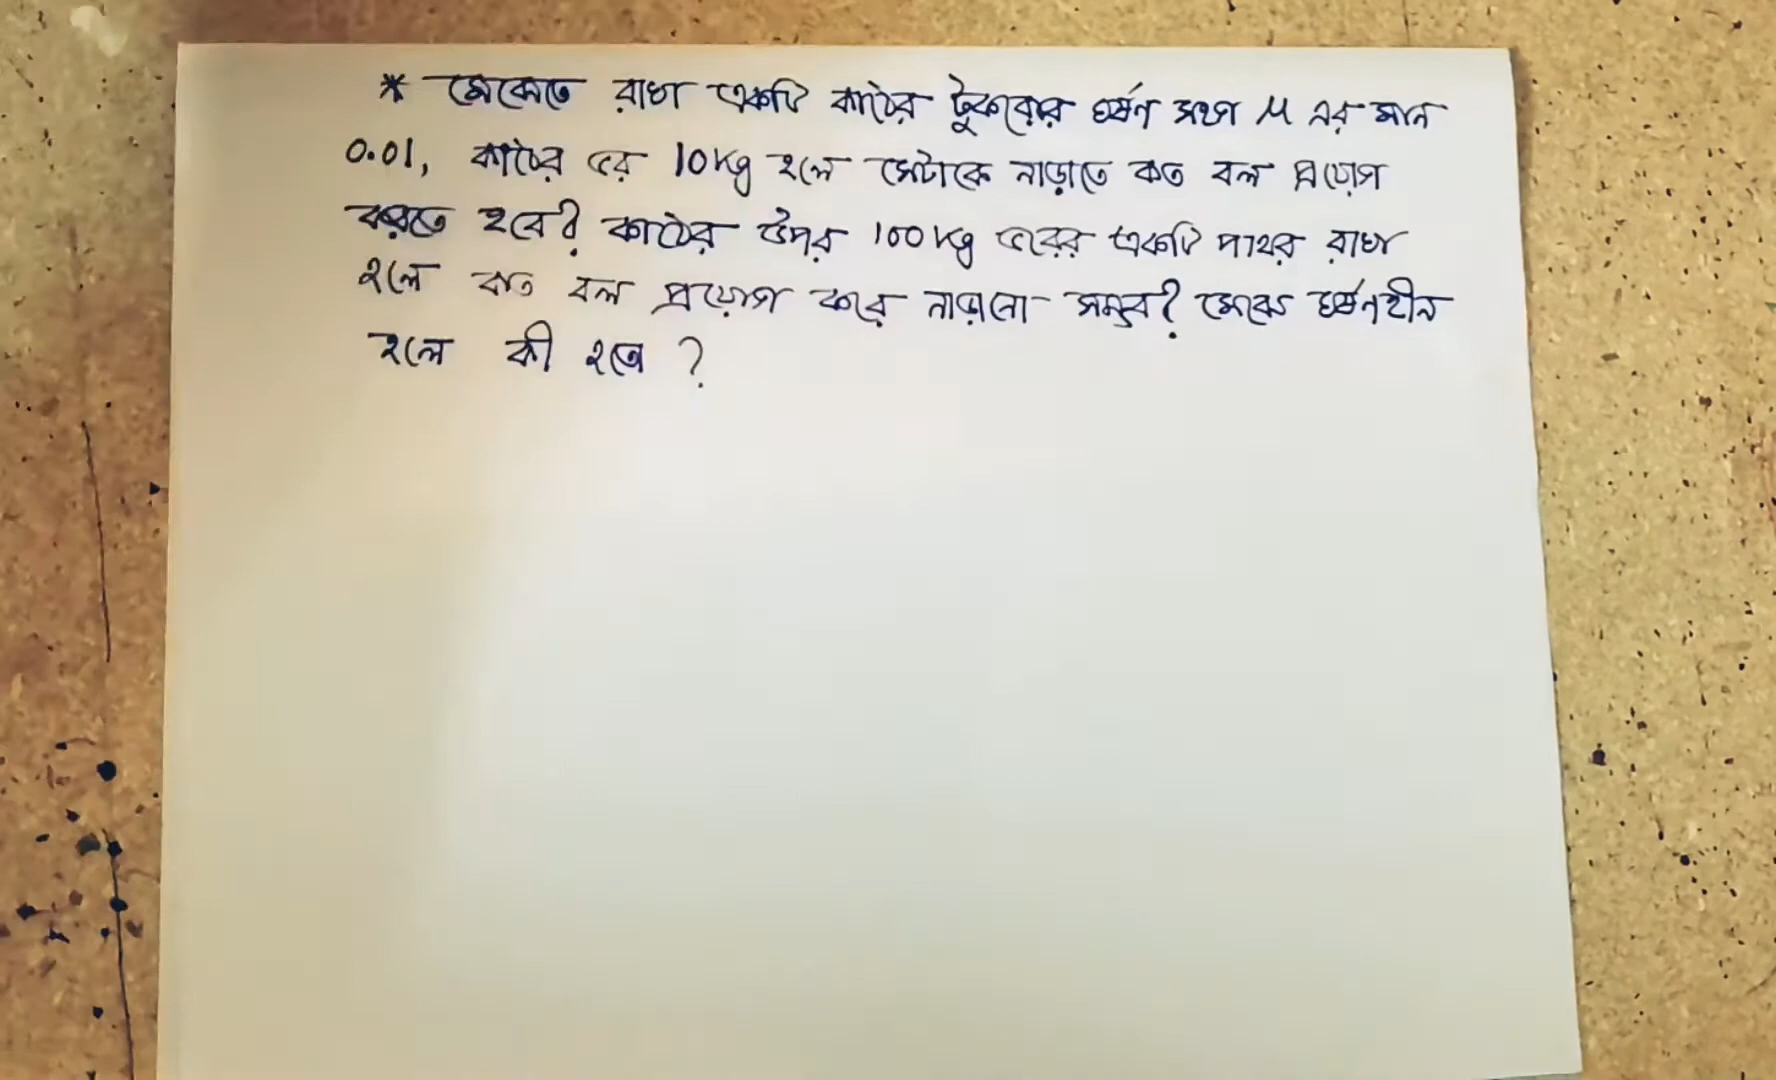 * মেঝেতে রাখা একটি কাঠের টুকরোর ঘর্ষণ সহগ μ এর মান
0.01, কাঠের ভর 10kg হলে সেটাকে নাড়াতে কত বল প্রয়োগ
করতে হবে? কাঠের উপর 100kg ভরের একটি পাথর রাখা
হলে কত বল প্রয়োগ করে নাড়ানো সম্ভব? মেঝে ঘর্ষণহীন
হলে কী হতো ?